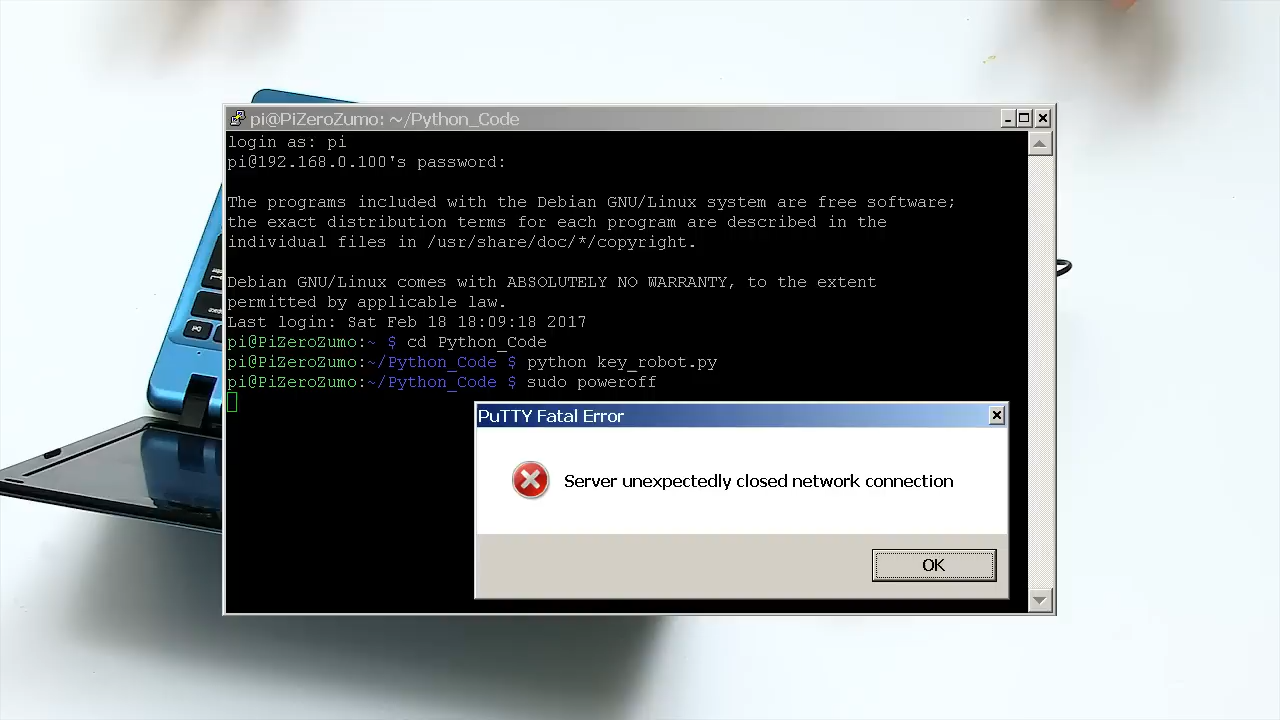 pi@PiZeroZumo: ~/Python_Code
login as: pi
pi@192.168.0.100's password:
The programs included with the Debian GNU/Linux system are free software;
the exact distribution terms for each program are described in the
individual files in /usr/share/doc/*/copyright.
Debian GNU/Linux comes with ABSOLUTELY NO WARRANTY, to the extent
permitted by applicable law.
Last login: Sat Feb 18 18:09:18 2017
pi@PiZeroZumo:~ $ cd Python_Code
pi@PiZeroZumo:~/Python_Code $ python key_robot.py
pi@PiZeroZumo:~/Python_Code $ sudo poweroff
PuTTY Fatal Error
Server unexpectedly closed network connection
OK